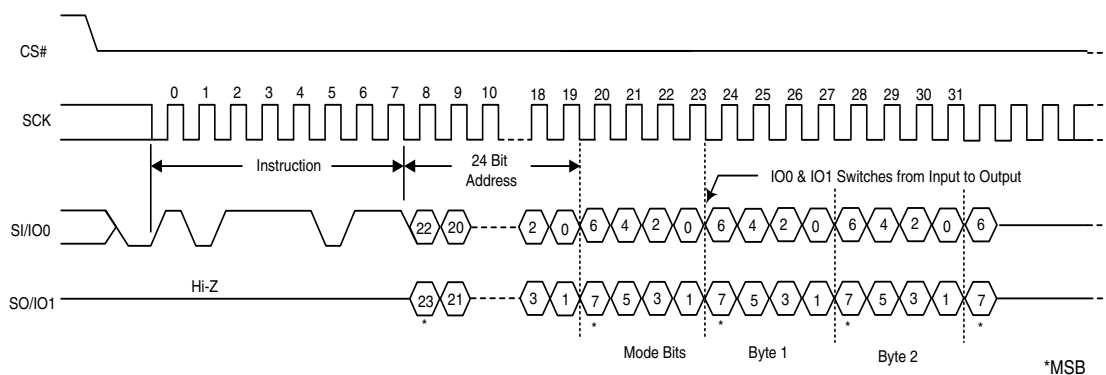 CS#
0 1 2 3 4 5 6 7 8 9 10 18 19 20 21 22 23 24 25 26 27 28 29 30 31
SCK
Instruction
24 Bit
Address
IO0 & IO1 Switches from Input to Output
SI/IO0
22 20 2 0 6 4 2 0 6 4 2 0 6 4 2 0 6
Hi-Z
SO/IO1
23 21 3 1 7 5 3 1 7 5 3 1 7 5 3 1 7
* * * * *
Mode Bits Byte 1 Byte 2
*MSB